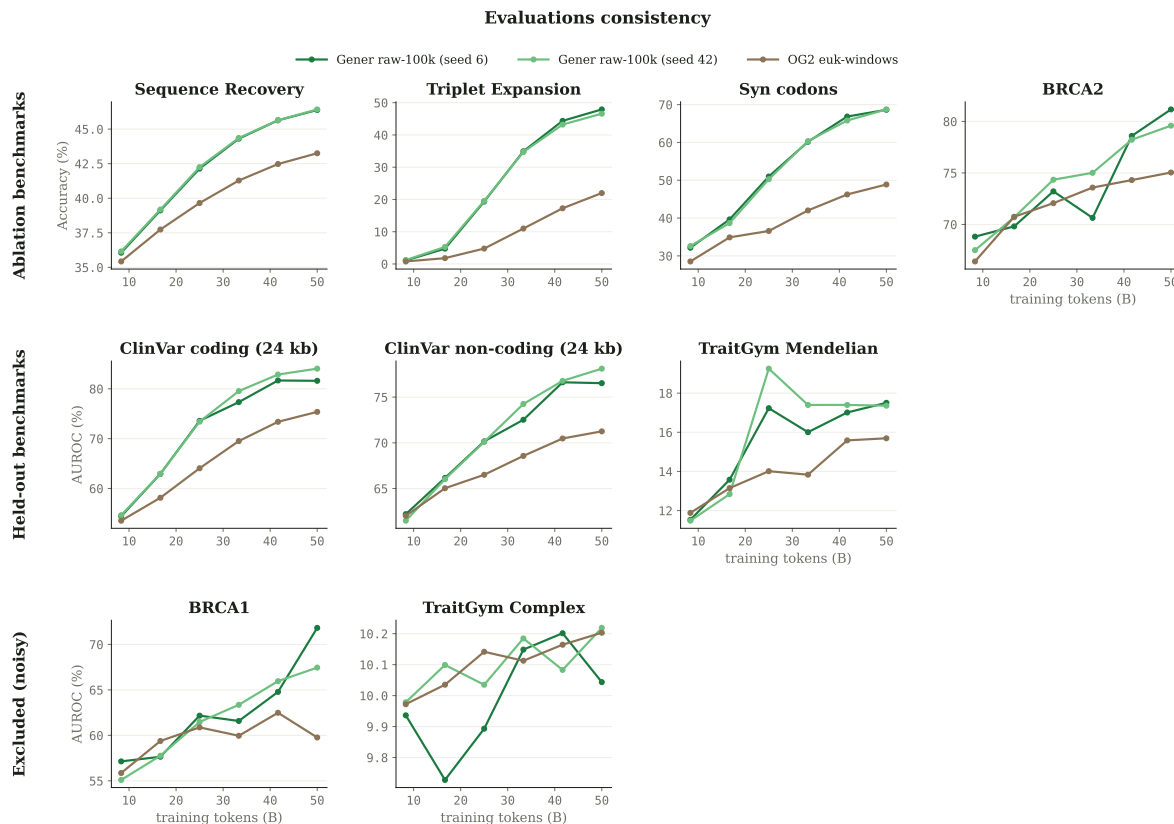 Evaluations consistency
Gener raw-100k (seed 6) Gener raw-100k (seed 42) OG2 euk-windows
Ablation benchmarks
Sequence Recovery
Accuracy (%)
45.0
42.5
40.0
37.5
35.0
10 20 30 40 50
Triplet Expansion
50
40
30
20
10
0
10 20 30 40 50
Syn codons
70
60
50
40
30
10 20 30 40 50
BRCA2
80
75
70
10 20 30 40 50
training tokens (B)
Held-out benchmarks
ClinVar coding (24 kb)
AUROC (%)
80
70
60
10 20 30 40 50
ClinVar non-coding (24 kb)
75
70
65
10 20 30 40 50
TraitGym Mendelian
18
16
14
12
10 20 30 40 50
training tokens (B)
Excluded (noisy)
BRCA1
AUROC (%)
70
65
60
55
10 20 30 40 50
training tokens (B)
TraitGym Complex
10.2
10.1
10.0
9.9
9.8
10 20 30 40 50
training tokens (B)